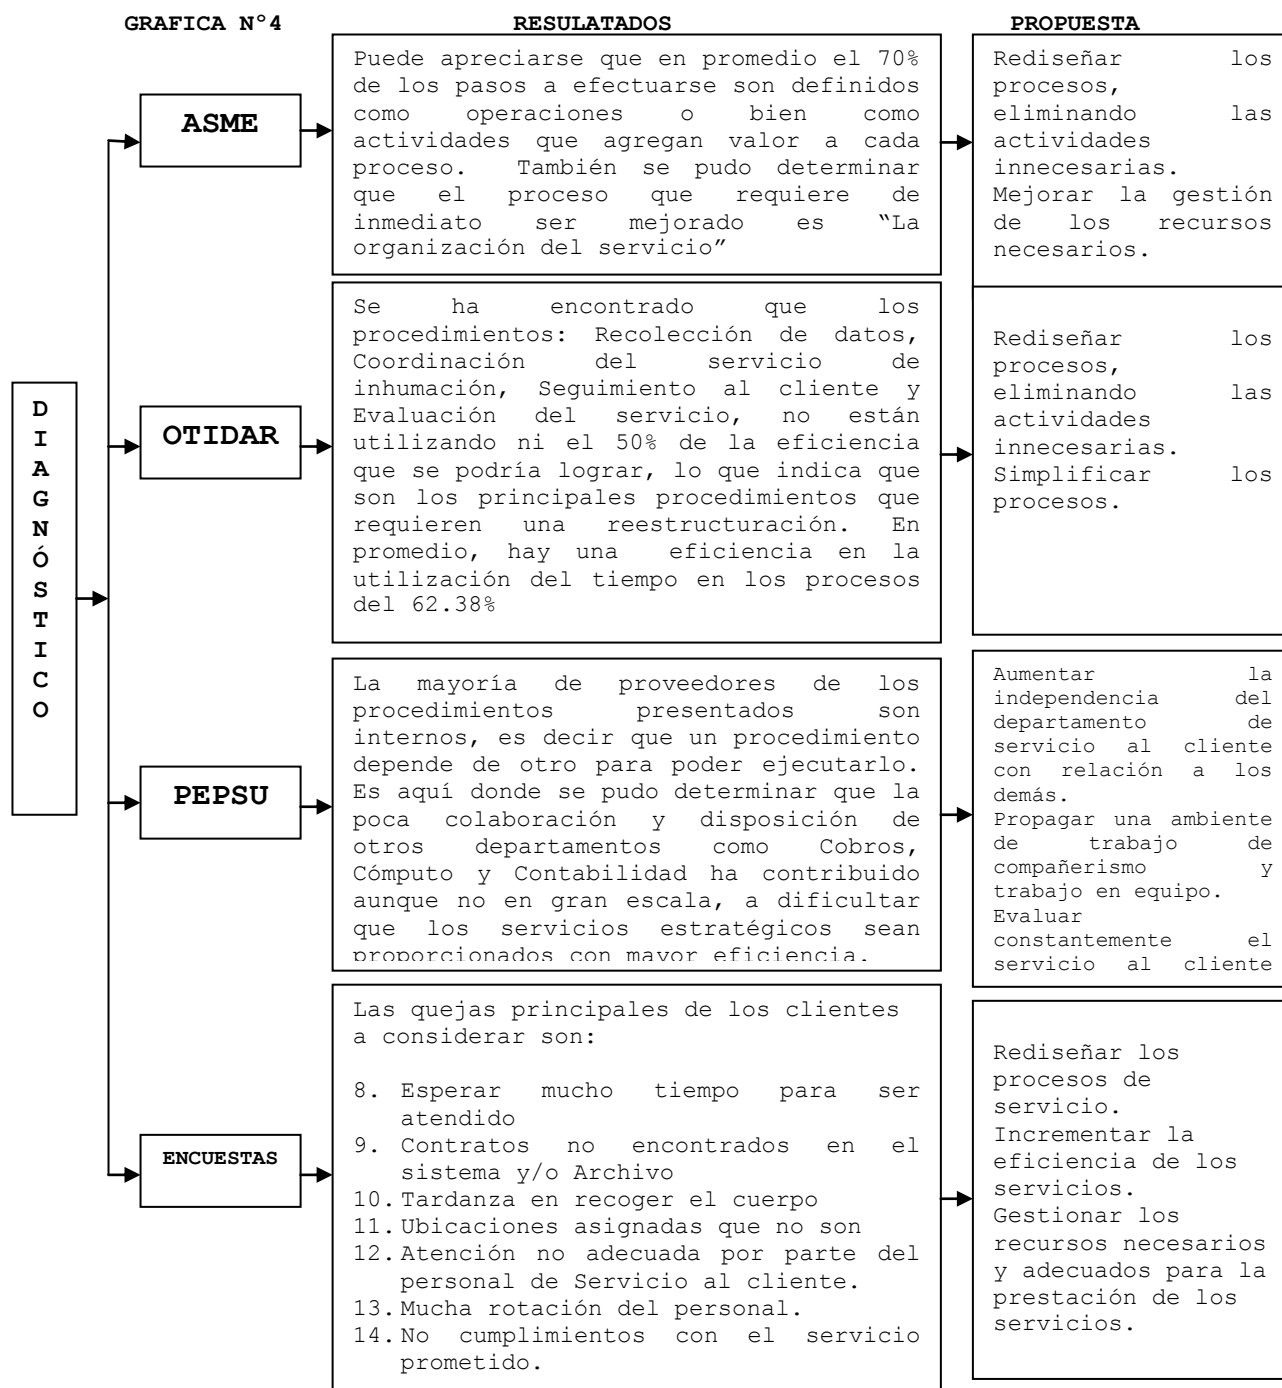 GRAFICA N°4 RESULATADOS PROPUESTA
DIAGNÓSTICO
ASME
Puede apreciarse que en promedio el 70%
de los pasos a efectuarse son definidos
como operaciones o bien como
actividades que agregan valor a cada
proceso. También se pudo determinar
que el proceso que requiere de
inmediato ser mejorado es “La
organización del servicio”
Rediseñar los
procesos,
eliminando las
actividades
innecesarias.
Mejorar la gestión
de los recursos
necesarios.
OTIDAR
Se ha encontrado que los
procedimientos: Recolección de datos,
Coordinación del servicio de
inhumación, Seguimiento al cliente y
Evaluación del servicio, no están
utilizando ni el 50% de la eficiencia
que se podría lograr, lo que indica que
son los principales procedimientos que
requieren una reestructuración. En
promedio, hay una eficiencia en la
utilización del tiempo en los procesos
del 62.38%
Rediseñar los
procesos,
eliminando las
actividades
innecesarias.
Simplificar los
procesos.
PEPSU
La mayoría de proveedores de los
procedimientos presentados son
internos, es decir que un procedimiento
depende de otro para poder ejecutarlo.
Es aquí donde se pudo determinar que la
poca colaboración y disposición de
otros departamentos como Cobros,
Cómputo y Contabilidad ha contribuido
aunque no en gran escala, a dificultar
que los servicios estratégicos sean
proporcionados con mayor eficiencia.
Aumentar la
independencia del
departamento de
servicio al cliente
con relación a los
demás.
Propagar una ambiente
de trabajo de
compañerismo y
trabajo en equipo.
Evaluar
constantemente el
servicio al cliente
ENCUESTAS
Las quejas principales de los clientes
a considerar son:
8. Esperar mucho tiempo para ser
atendido
9. Contratos no encontrados en el
sistema y/o Archivo
10. Tardanza en recoger el cuerpo
11. Ubicaciones asignadas que no son
12. Atención no adecuada por parte del
personal de Servicio al cliente.
13. Mucha rotación del personal.
14. No cumplimientos con el servicio
prometido.
Rediseñar los
procesos de
servicio.
Incrementar la
eficiencia de los
servicios.
Gestionar los
recursos necesarios
y adecuados para la
prestación de los
servicios.